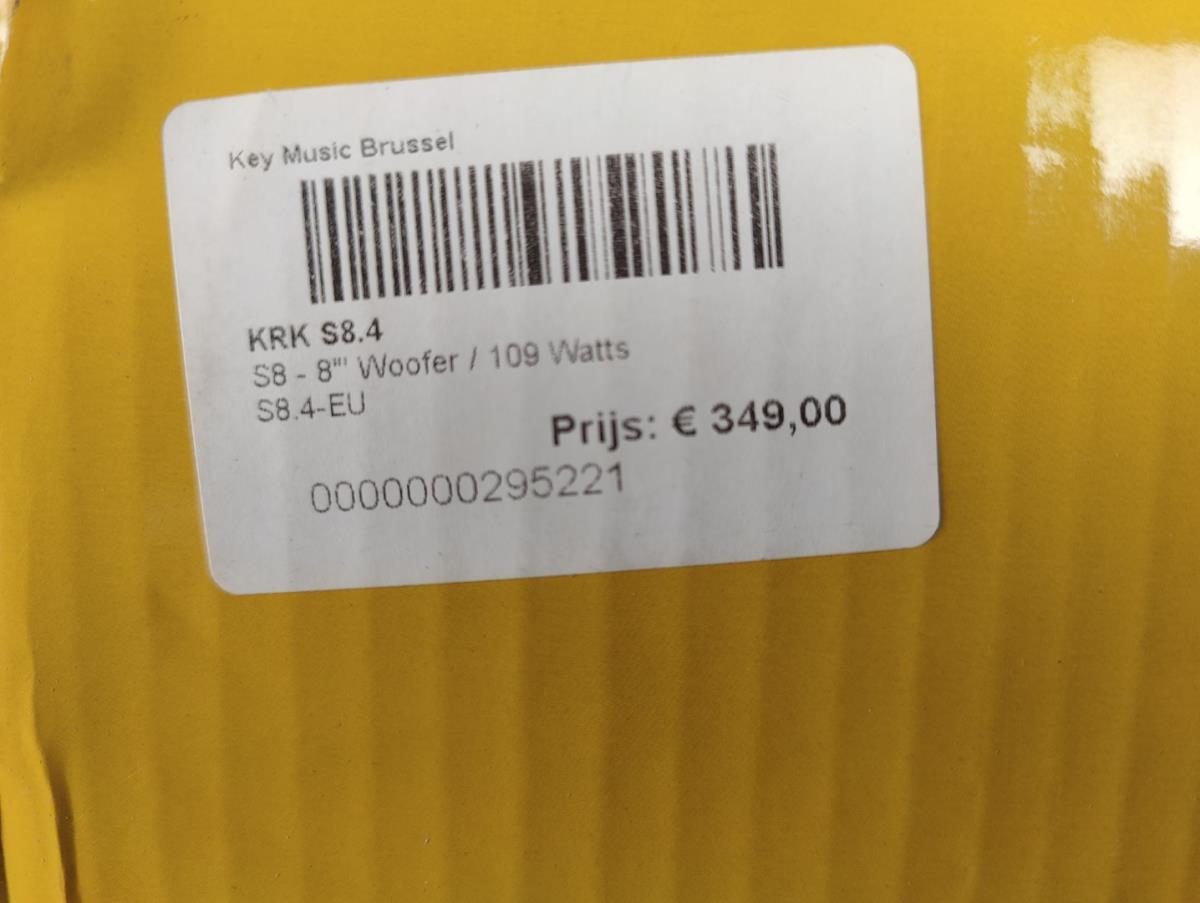 Key Music Brussel
KRK S8.4
S8 - 8"' Woofer / 109 Watts
S8.4-EU
Prijs: € 349,00
0000000295221